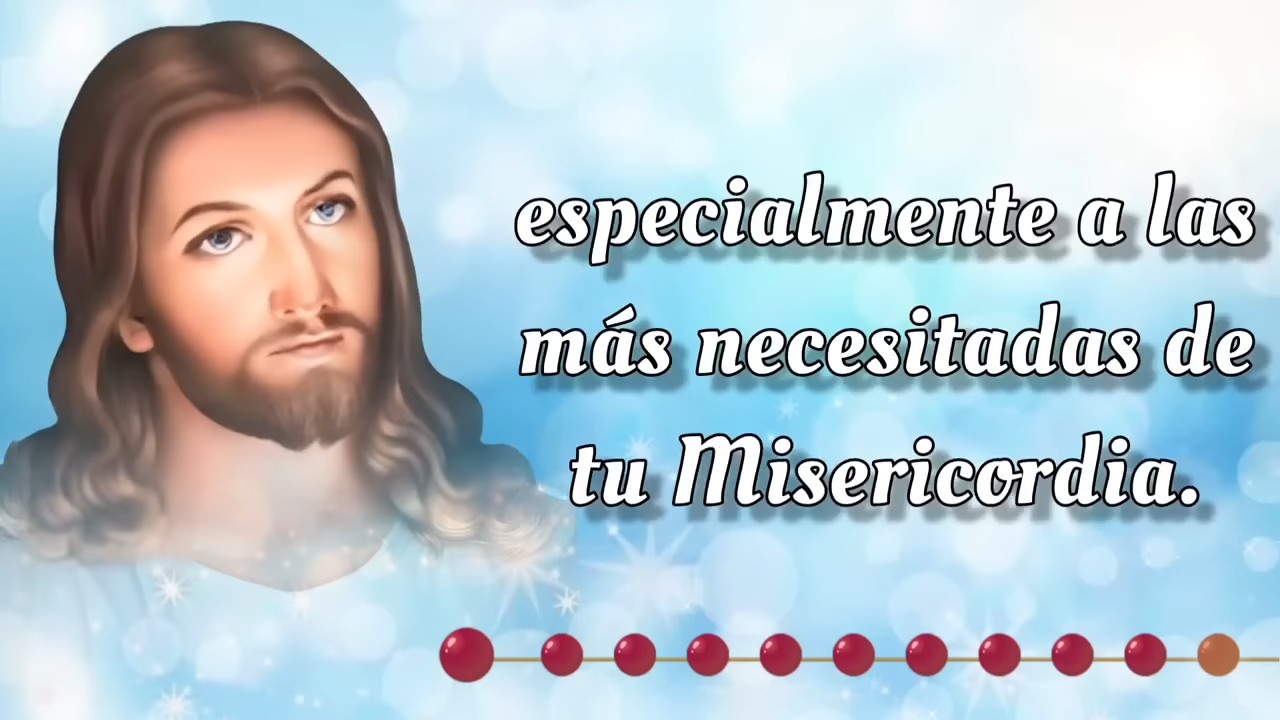 especialmente a las
más necesitadas de
tu Misericordia.